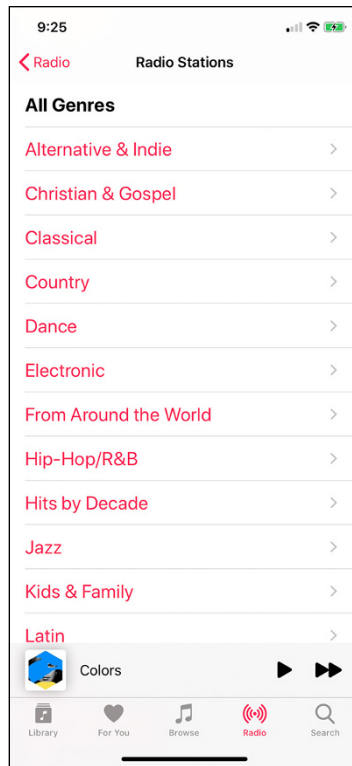 9:25
Radio
Radio Stations
All Genres
Alternative & Indie
Christian & Gospel
Classical
Country
Dance
Electronic
From Around the World
Hip-Hop/R&B
Hits by Decade
Jazz
Kids & Family
Latin
Colors
Library For You Browse Radio Search